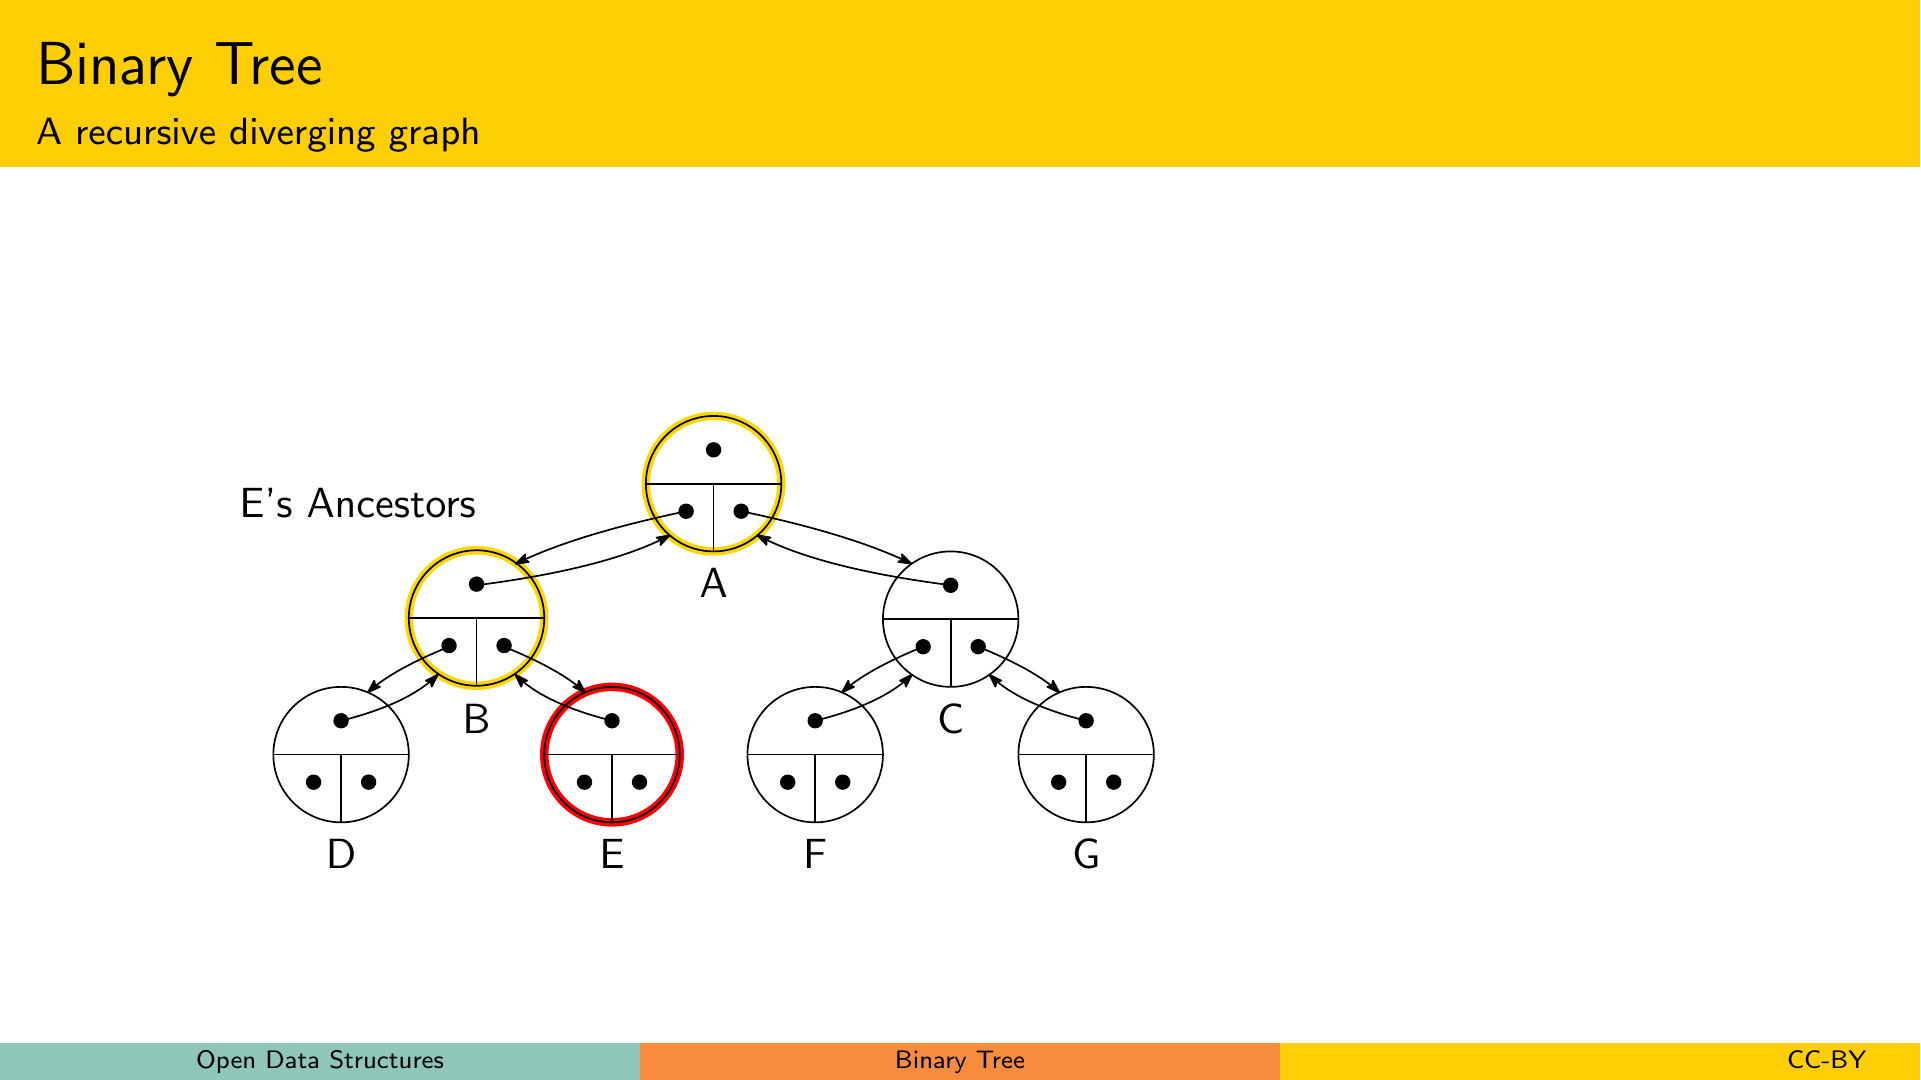 Binary Tree
A recursive diverging graph
E's Ancestors
A
B
C
D
E
F
G
Open Data Structures
Binary Tree
CC-BY